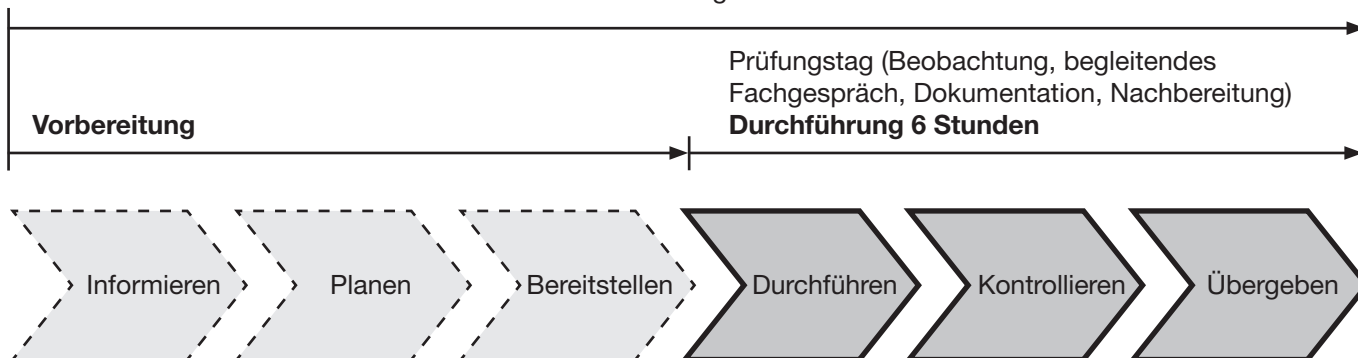 Prüfungstag (Beobachtung, begleitendes
Fachgespräch, Dokumentation, Nachbereitung)
Vorbereitung
Durchführung 6 Stunden
Informieren
Planen
Bereitstellen
Durchführen
Kontrollieren
Übergeben